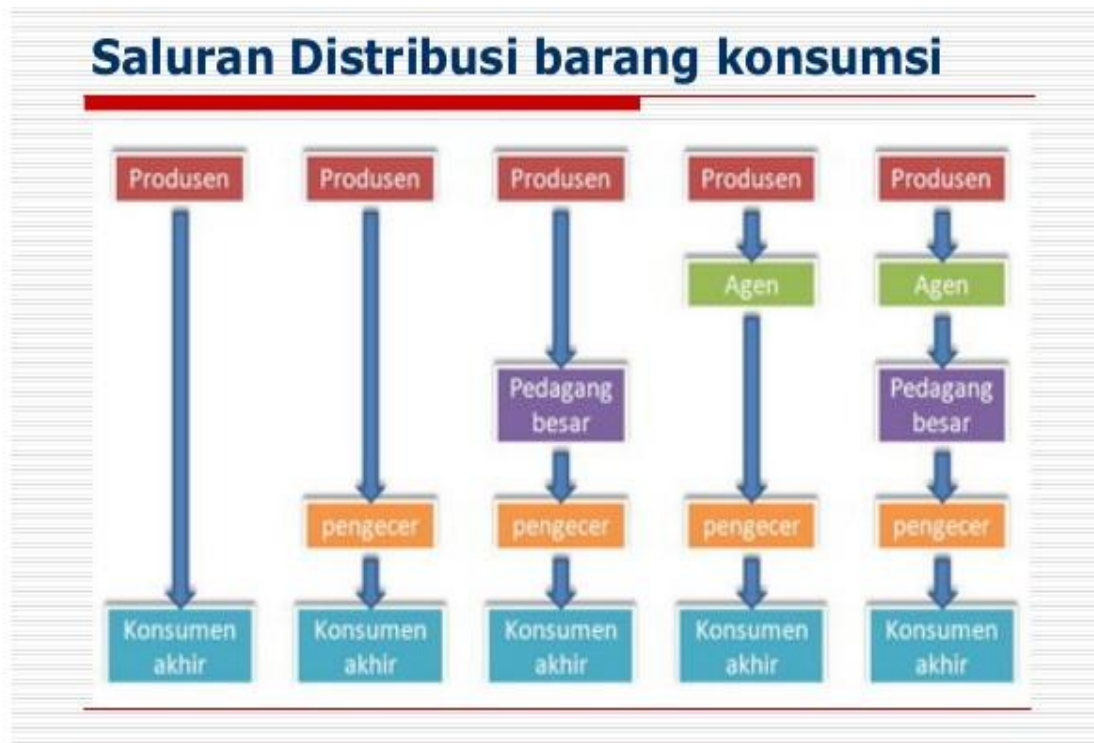 Saluran Distribusi barang konsumsi
Produsen
Produsen
Produsen
Produsen
Produsen
Agen
Agen
Pedagang
besar
Pedagang
besar
pengecer
pengecer
pengecer
pengecer
Konsumen
akhir
Konsumen
akhir
Konsumen
akhir
Konsumen
akhir
Konsumen
akhir